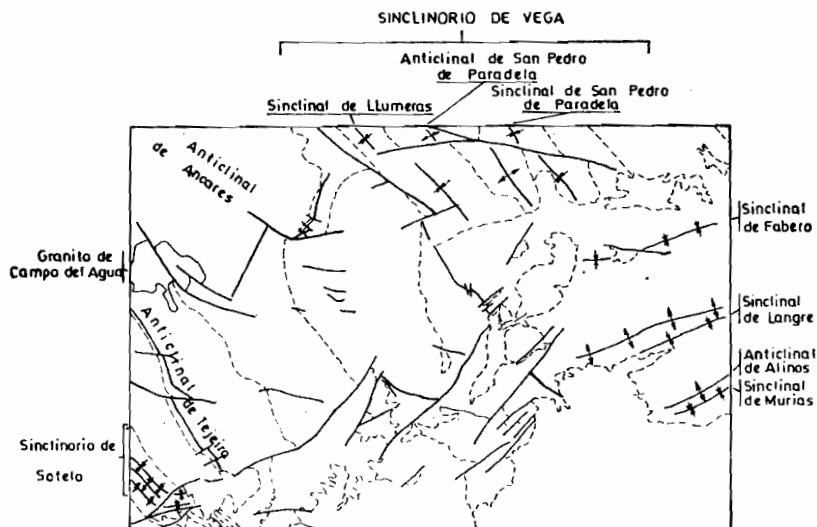 SINCLINORIO DE VEGA
Anticlinal de San Pedro
de Paradela
Sinclinal de San Pedro
de Paradela
Sinclinal de LLumeras
Anticlinal
de Ancares
Sinclinal
de Fabero
Granito de
Campo del Agua
Sinclinal
de Langre
Anticlinal de Tejeira
Anticlinal
de Alinos
Sinclinal
de Murias
Sinclinorio de
Sotelo